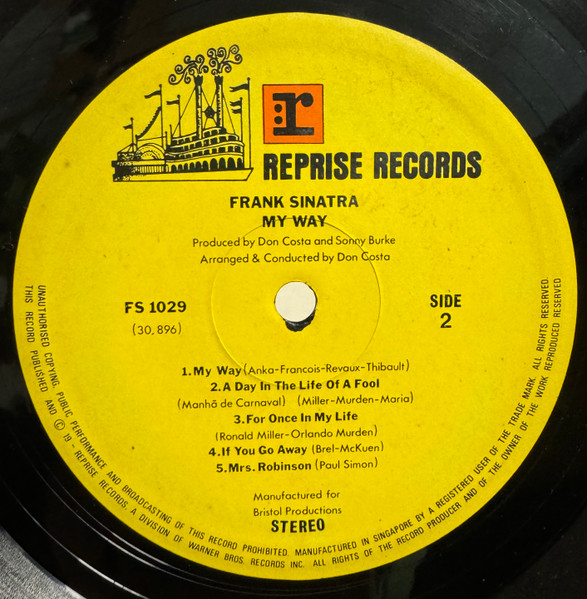 r
REPRISE RECORDS
FRANK SINATRA
MY WAY
Produced by Don Costa and Sonny Burke
Arranged & Conducted by Don Costa
FS 1029
(30,896)
SIDE
2
1. My Way (Anka-Francois-Revaux-Thibault)
2. A Day In The Life Of A Fool
(Manhã de Carnaval) (Miller-Murden-Maria)
3. For Once In My Life
(Ronald Miller-Orlando Murden)
4. If You Go Away (Brel-McKuen)
5. Mrs. Robinson (Paul Simon)
Manufactured for
Bristol Productions
STEREO
UNAUTHORISED COPYING, PUBLIC PERFORMANCE AND BROADCASTING OF THIS RECORD PROHIBITED. MANUFACTURED IN SINGAPORE BY A REGISTERED USER OF THE TRADE MARK. ALL RIGHTS RESERVED.
THIS RECORD PUBLISHED AND © 19 - REPRISE RECORDS, A DIVISION OF WARNER BROS. RECORDS INC. ALL RIGHTS OF THE RECORD PRODUCER AND OF THE OWNER OF THE WORK REPRODUCED RESERVED